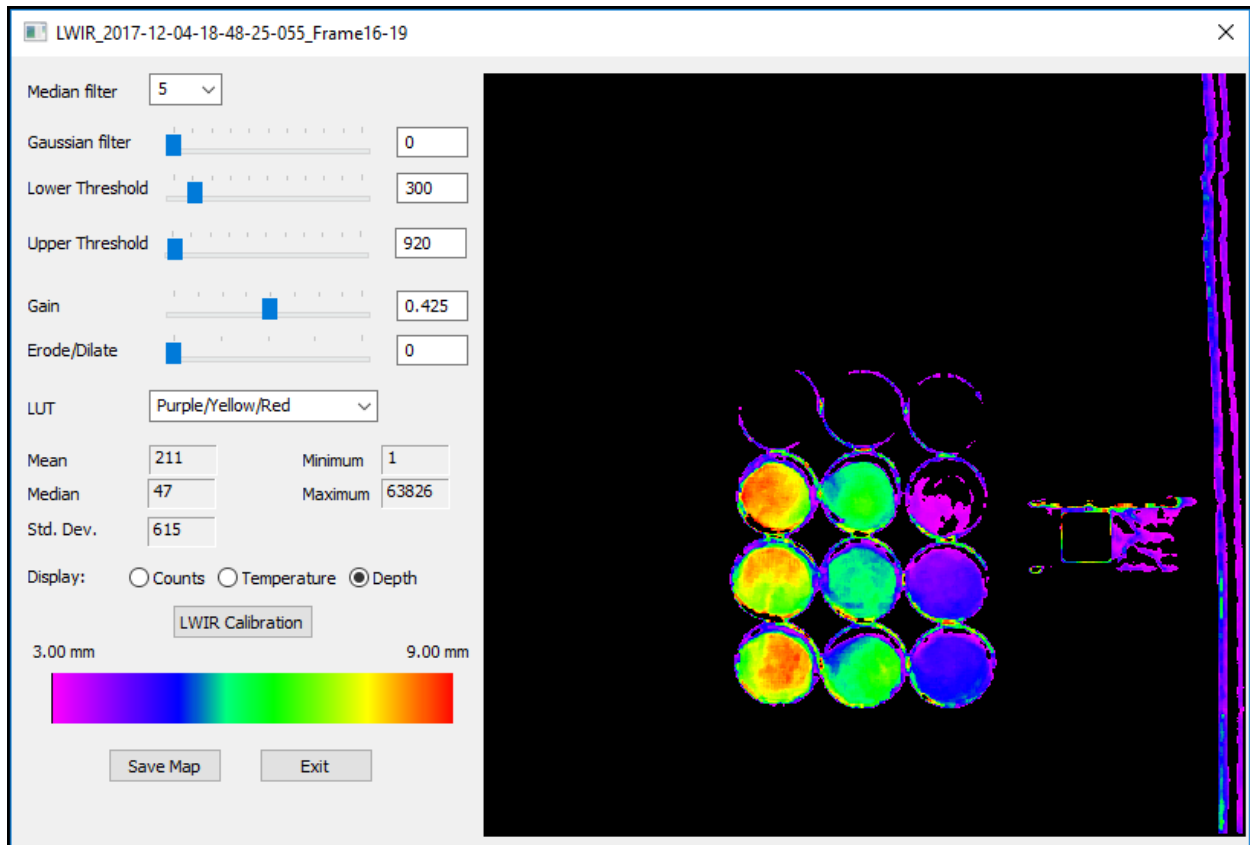 LWIR_2017-12-04-18-48-25-055_Frame16-19
Median filter 5
Gaussian filter 0
Lower Threshold 300
Upper Threshold 920
Gain 0.425
Erode/Dilate 0
LUT Purple/Yellow/Red
Mean 211 Minimum 1
Median 47 Maximum 63826
Std. Dev. 615
Display: Counts Temperature Depth
LWIR Calibration
3.00 mm 9.00 mm
Save Map Exit